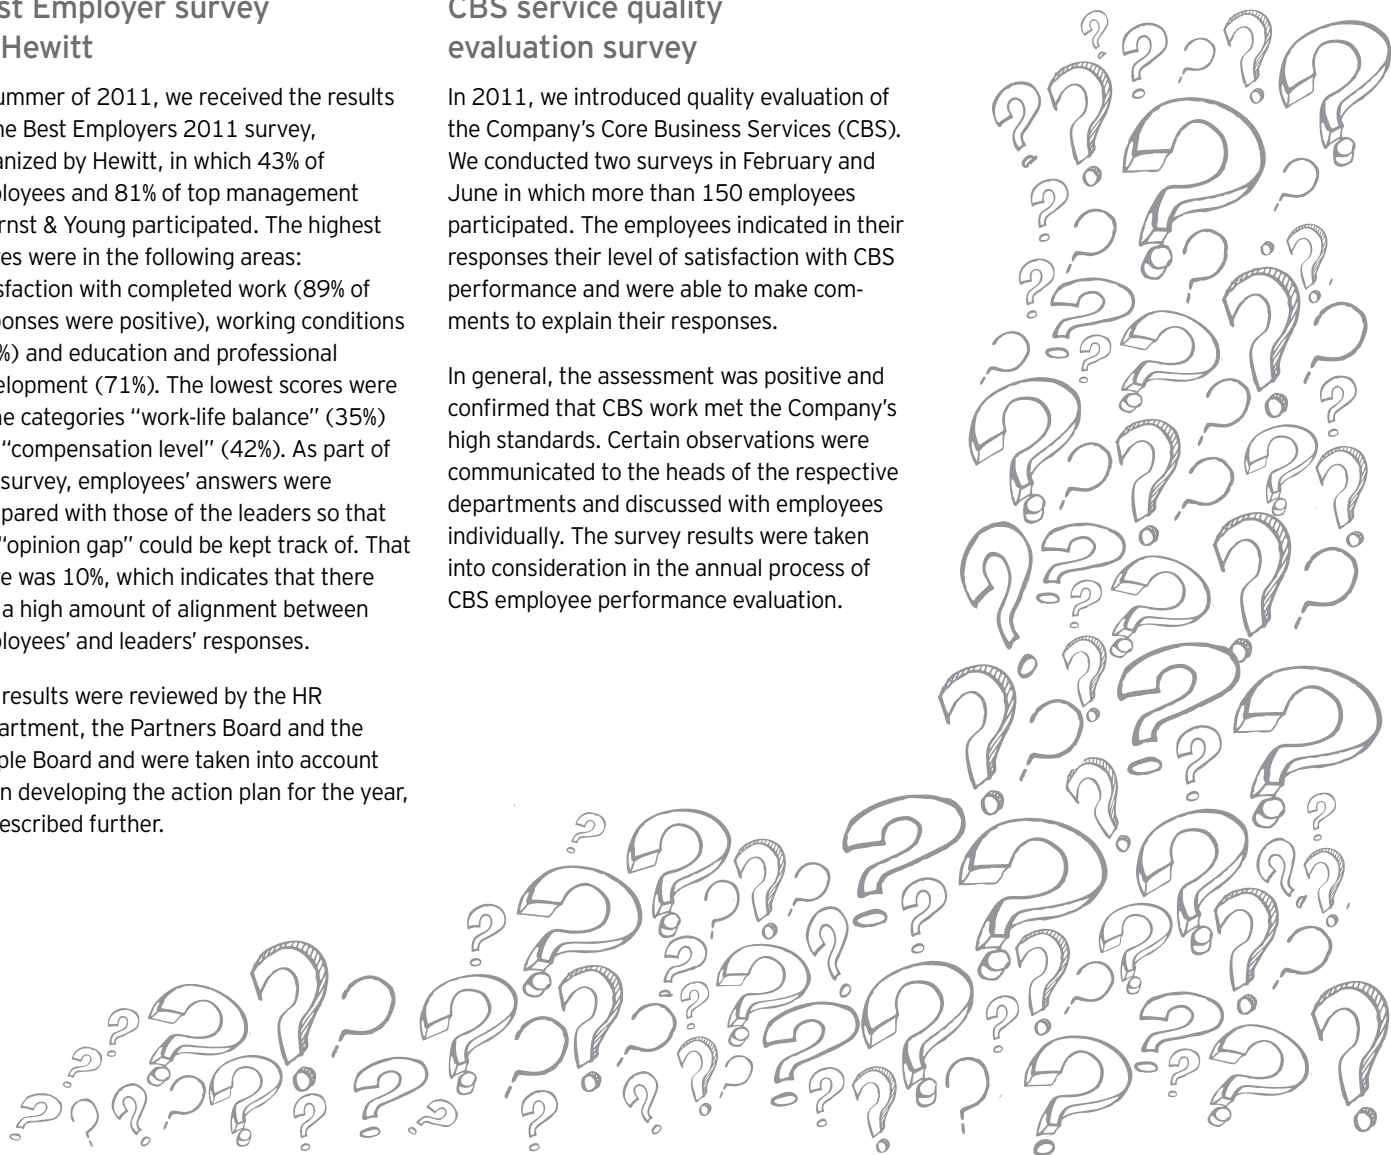 st Employer survey
Hewitt
ummer of 2011, we received the results
ne Best Employers 2011 survey,
anized by Hewitt, in which 43% of
ployees and 81% of top management
rnst & Young participated. The highest
res were in the following areas:
sfaction with completed work (89% of
ponses were positive), working conditions
%) and education and professional
elopment (71%). The lowest scores were
ne categories “work-life balance” (35%)
“compensation level” (42%). As part of
survey, employees’ answers were
pared with those of the leaders so that
“opinion gap” could be kept track of. That
re was 10%, which indicates that there
a high amount of alignment between
ployees’ and leaders’ responses.
results were reviewed by the HR
artment, the Partners Board and the
ple Board and were taken into account
n developing the action plan for the year,
escribed further.
CBS service quality
evaluation survey
In 2011, we introduced quality evaluation of
the Company’s Core Business Services (CBS).
We conducted two surveys in February and
June in which more than 150 employees
participated. The employees indicated in their
responses their level of satisfaction with CBS
performance and were able to make com-
ments to explain their responses.
In general, the assessment was positive and
confirmed that CBS work met the Company’s
high standards. Certain observations were
communicated to the heads of the respective
departments and discussed with employees
individually. The survey results were taken
into consideration in the annual process of
CBS employee performance evaluation.